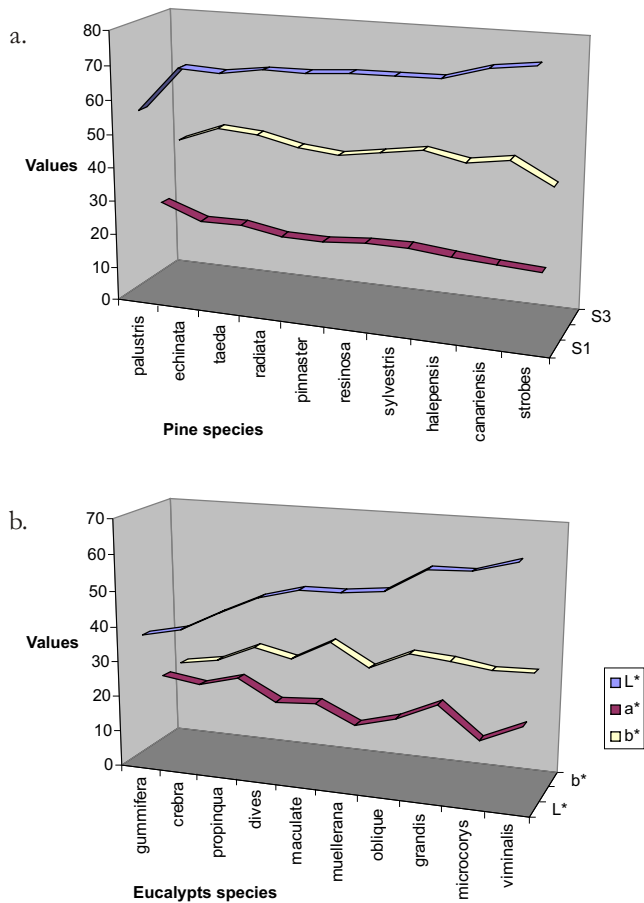 a.
80
70
60
50
40
30
20
10
0
Values
palustris
echinata
taeda
radiata
pinnaster
resinosa
sylvestris
halepensis
canariensis
strobes
S3
S1
Pine species
b.
70
60
50
40
30
20
10
0
Values
gummifera
crebra
propinqua
dives
maculate
muellerana
oblique
grandis
microcorys
viminalis
b*
L*
Eucalypts species
L*
a*
b*